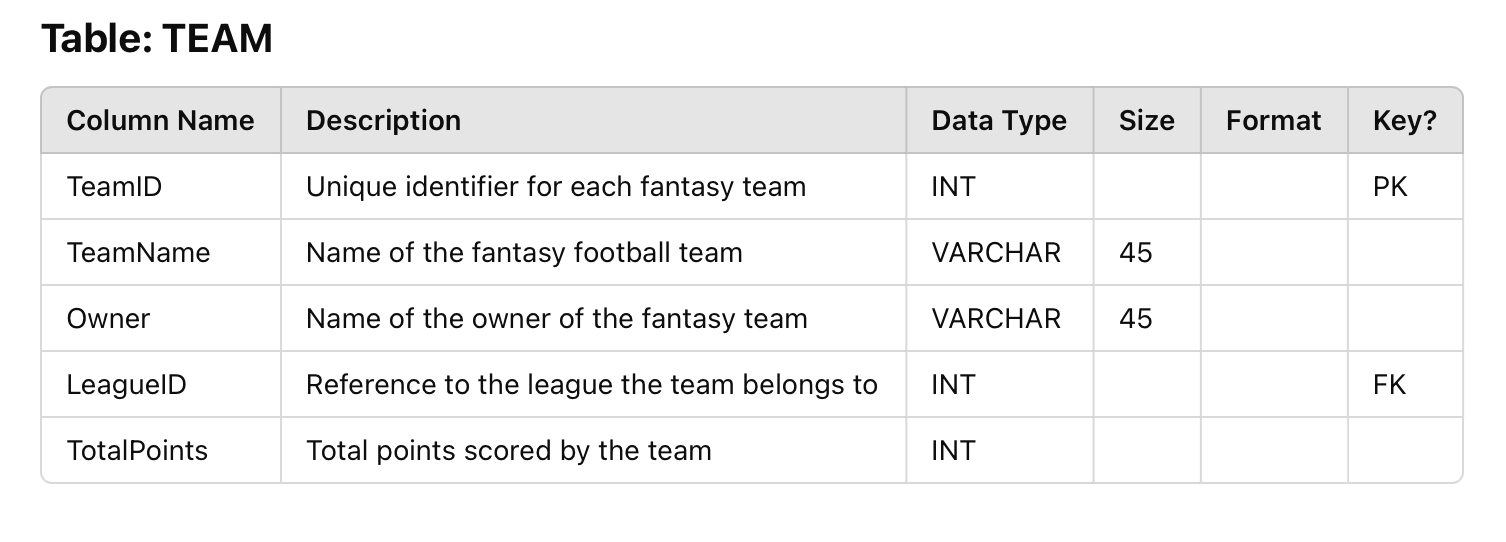 Table: TEAM
Column Name Description Data Type Size Format Key?
TeamID Unique identifier for each fantasy team INT PK
TeamName Name of the fantasy football team VARCHAR 45
Owner Name of the owner of the fantasy team VARCHAR 45
LeagueID Reference to the league the team belongs to INT FK
TotalPoints Total points scored by the team INT